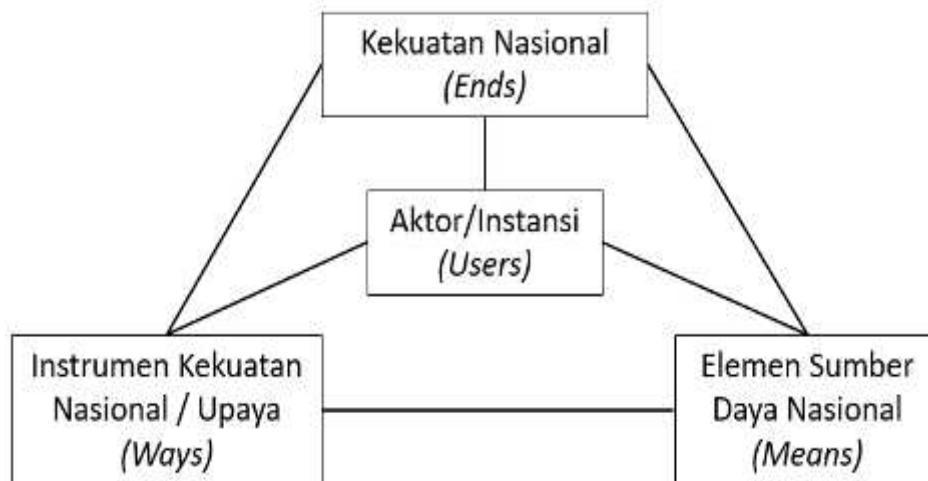 Kekuatan Nasional
(Ends)
Aktor/Instansi
(Users)
Instrumen Kekuatan
Nasional / Upaya
(Ways)
Elemen Sumber
Daya Nasional
(Means)